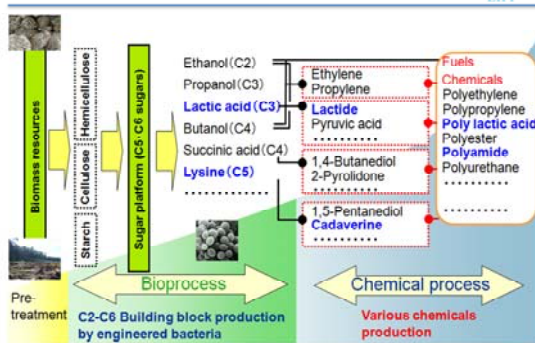 Biomass resources
Hemicellulose
Cellulose
Starch
Sugar platform (C5·C6 sugars)
Ethanol(C2)
Propanol(C3)
Lactic acid(C3)
Butanol(C4)
Succinic acid(C4)
Lysine(C5)
..........
Ethylene
Propylene
Lactide
Pyruvic acid
..........
1,4-Butanediol
2-Pyrolidone
..........
1,5-Pentanediol
Cadaverine
..........
Fuels
Chemicals
Polyethylene
Polypropylene
Poly lactic acid
Polyester
Polyamide
Polyurethane
..........
..........
Pre-
treatment
Bioprocess
C2-C6 Building block production
by engineered bacteria
Chemical process
Various chemicals
production